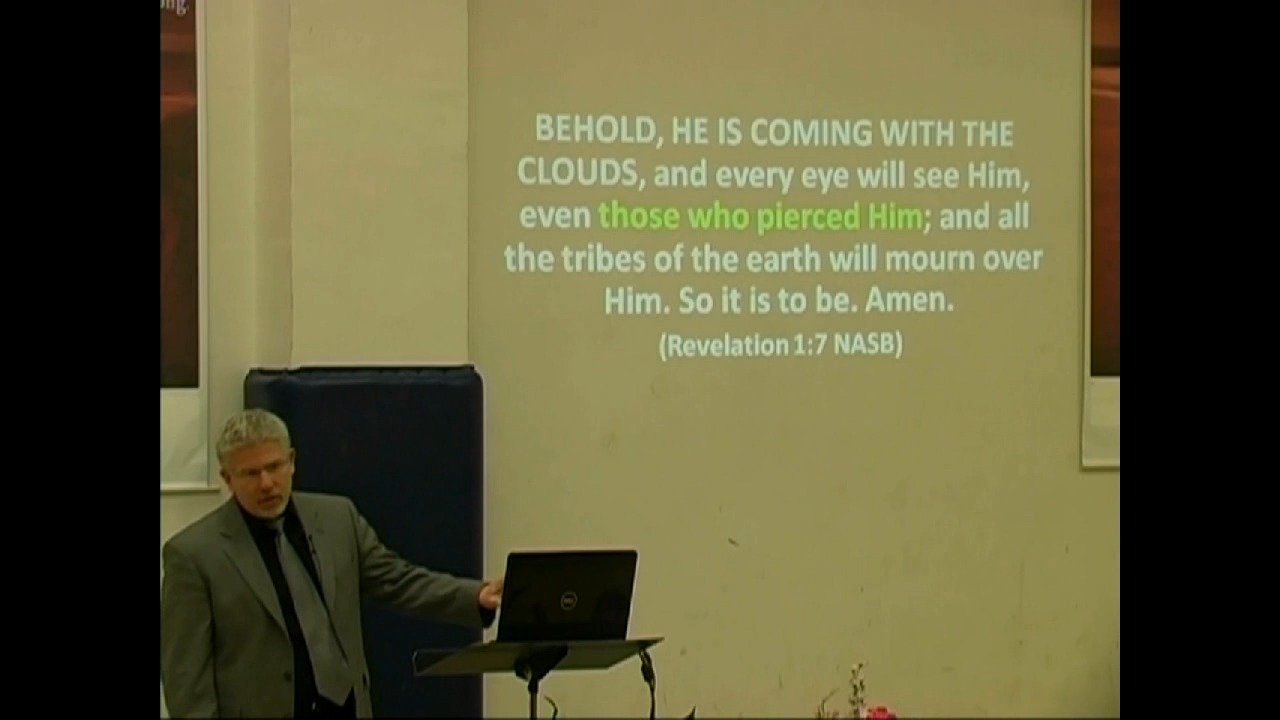 BEHOLD, HE IS COMING WITH THE
CLOUDS, and every eye will see Him,
even those who pierced Him; and all
the tribes of the earth will mourn over
Him. So it is to be. Amen.
(Revelation 1:7 NASB)
DELL